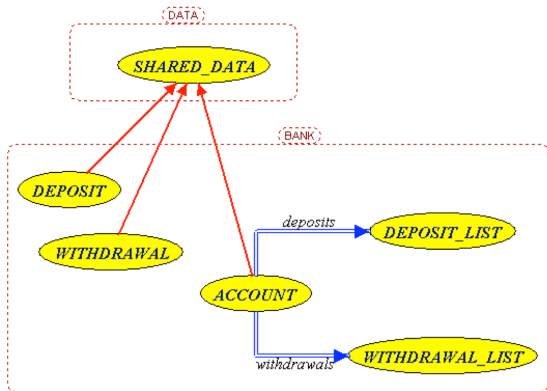 DATA
SHARED_DATA
BANK
DEPOSIT
deposits
DEPOSIT_LIST
WITHDRAWAL
ACCOUNT
WITHDRAWAL_LIST
withdrawals